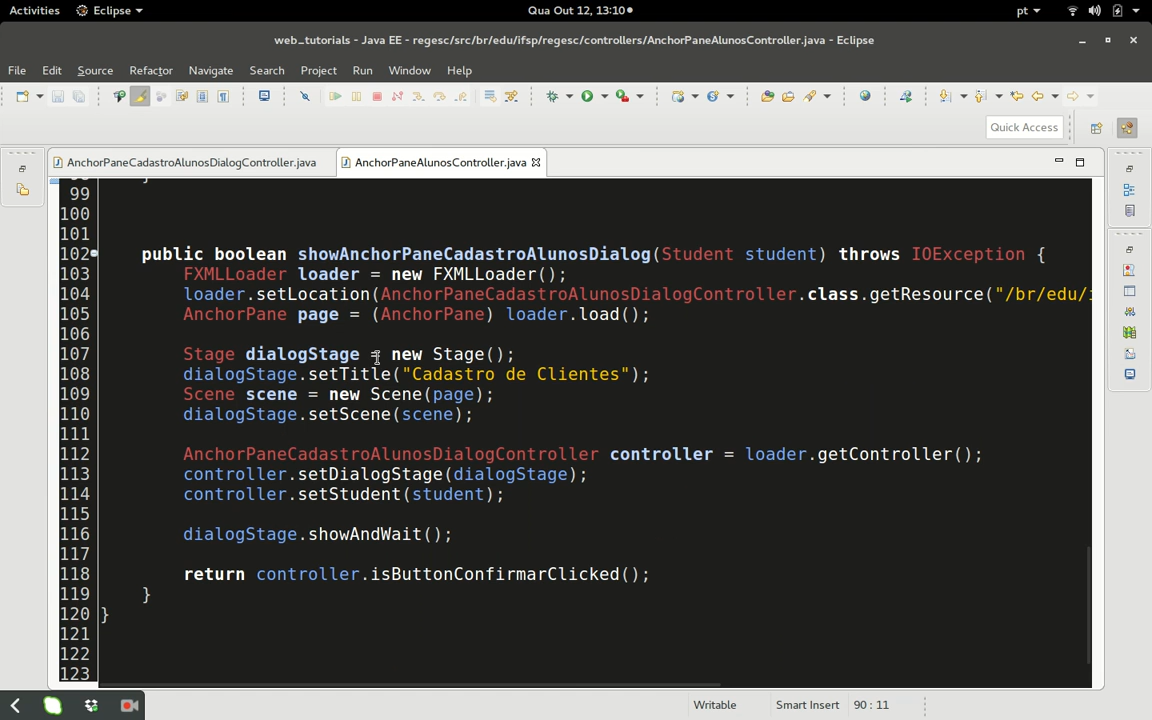 Activities Eclipse Qua Out 12, 13:10 pt
web_tutorials - Java EE - regesc/src/br/edu/ifsp/regesc/controllers/AnchorPaneAlunosController.java - Eclipse
File Edit Source Refactor Navigate Search Project Run Window Help
Quick Access
AnchorPaneCadastroAlunosDialogController.java AnchorPaneAlunosController.java
99
100
101
102 public boolean showAnchorPaneCadastroAlunosDialog(Student student) throws IOException {
103 FXMLLoader loader = new FXMLLoader();
104 loader.setLocation(AnchorPaneCadastroAlunosDialogController.class.getResource("/br/edu/
105 AnchorPane page = (AnchorPane) loader.load();
106
107 Stage dialogStage = new Stage();
108 dialogStage.setTitle("Cadastro de Clientes");
109 Scene scene = new Scene(page);
110 dialogStage.setScene(scene);
111
112 AnchorPaneCadastroAlunosDialogController controller = loader.getController();
113 controller.setDialogStage(dialogStage);
114 controller.setStudent(student);
115
116 dialogStage.showAndWait();
117
118 return controller.isButtonConfirmarClicked();
119 }
120 }
121
122
123
Writable Smart Insert 90 : 11